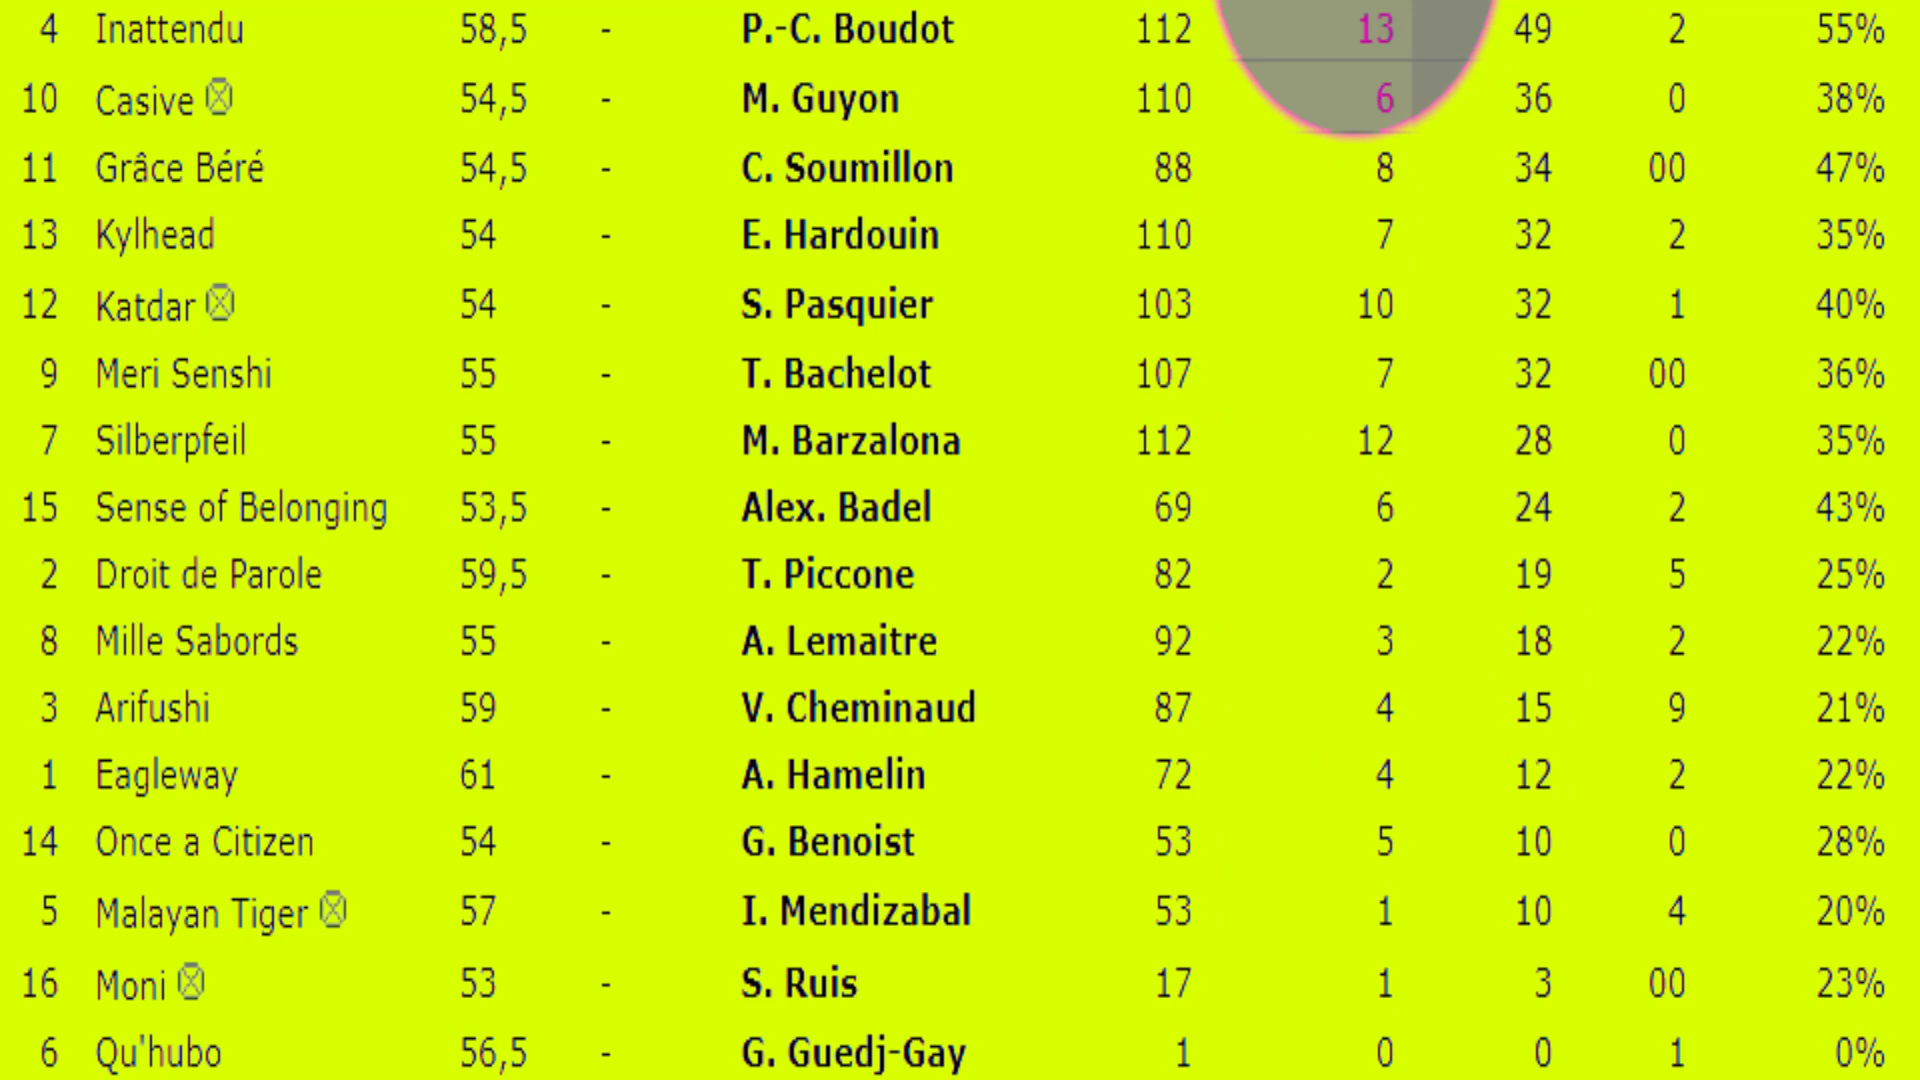 4 Inattendu 58,5 - P.-C. Boudot 112 13 49 2 55%
10 Casive 54,5 - M. Guyon 110 6 36 0 38%
11 Grâce Béré 54,5 - C. Soumillon 88 8 34 00 47%
13 Kylhead 54 - E. Hardouin 110 7 32 2 35%
12 Katdar 54 - S. Pasquier 103 10 32 1 40%
9 Meri Senshi 55 - T. Bachelot 107 7 32 00 36%
7 Silberpfeil 55 - M. Barzalona 112 12 28 0 35%
15 Sense of Belonging 53,5 - Alex. Badel 69 6 24 2 43%
2 Droit de Parole 59,5 - T. Piccone 82 2 19 5 25%
8 Mille Sabords 55 - A. Lemaitre 92 3 18 2 22%
3 Arifushi 59 - V. Cheminaud 87 4 15 9 21%
1 Eagleway 61 - A. Hamelin 72 4 12 2 22%
14 Once a Citizen 54 - G. Benoist 53 5 10 0 28%
5 Malayan Tiger 57 - I. Mendizabal 53 1 10 4 20%
16 Moni 53 - S. Ruis 17 1 3 00 23%
6 Qu'hubo 56,5 - G. Guedj-Gay 1 0 0 1 0%